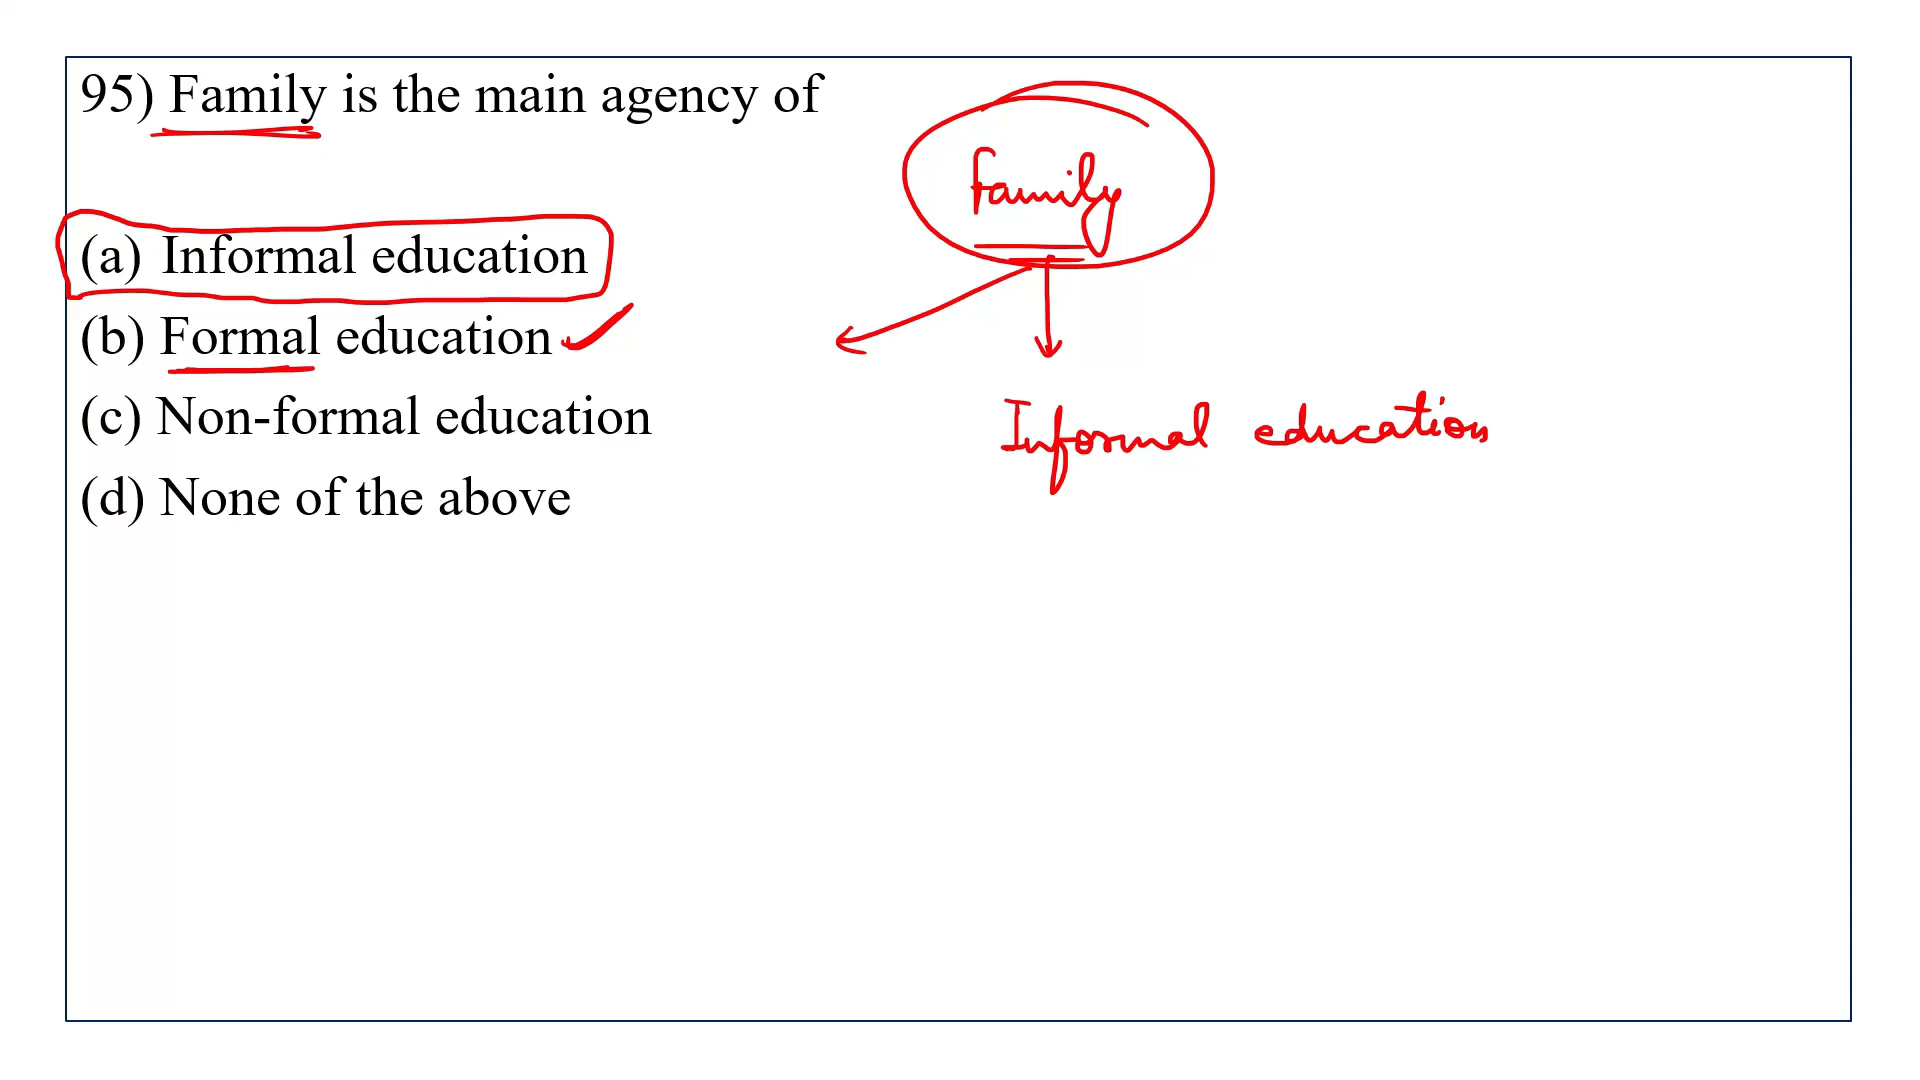 95) Family is the main agency of
Family
(a) Informal education
(b) Formal education
(c) Non-formal education
Informal education
(d) None of the above